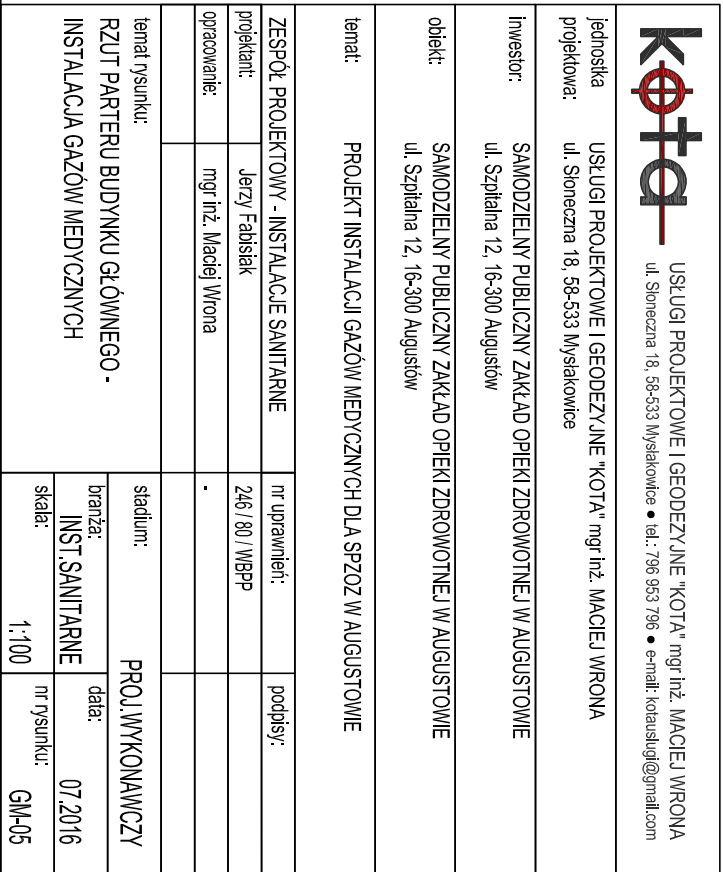 kota
USŁUGI PROJEKTOWE I GEODEZYJNE "KOTA" mgr inż. MACIEJ WRONA
ul. Słoneczna 18, 58-533 Mysłakowice ● tel.: 796 953 796 ● e-mail: kotauslugi@gmail.com
jednostka
projektowa:
USŁUGI PROJEKTOWE I GEODEZYJNE "KOTA" mgr inż. MACIEJ WRONA
ul. Słoneczna 18, 58-533 Mysłakowice
inwestor:
SAMODZIELNY PUBLICZNY ZAKŁAD OPIEKI ZDROWOTNEJ W AUGUSTOWIE
ul. Szpitalna 12, 16-300 Augustów
obiekt:
SAMODZIELNY PUBLICZNY ZAKŁAD OPIEKI ZDROWOTNEJ W AUGUSTOWIE
ul. Szpitalna 12, 16-300 Augustów
temat:
PROJEKT INSTALACJI GAZÓW MEDYCZNYCH DLA SPZOZ W AUGUSTOWIE
ZESPÓŁ PROJEKTOWY - INSTALACJE SANITARNE
nr uprawnień:
podpisy:
projektant:
Jerzy Fabisiak
246 / 80 / WBPP
opracowanie:
mgr inż. Maciej Wrona
-
temat rysunku:
RZUT PARTERU BUDYNKU GŁÓWNEGO -
INSTALACJA GAZÓW MEDYCZNYCH
stadium:
PROJ.WYKONAWCZY
branża:
INST.SANITARNE
data:
07.2016
skala:
1:100
nr rysunku:
GM-05